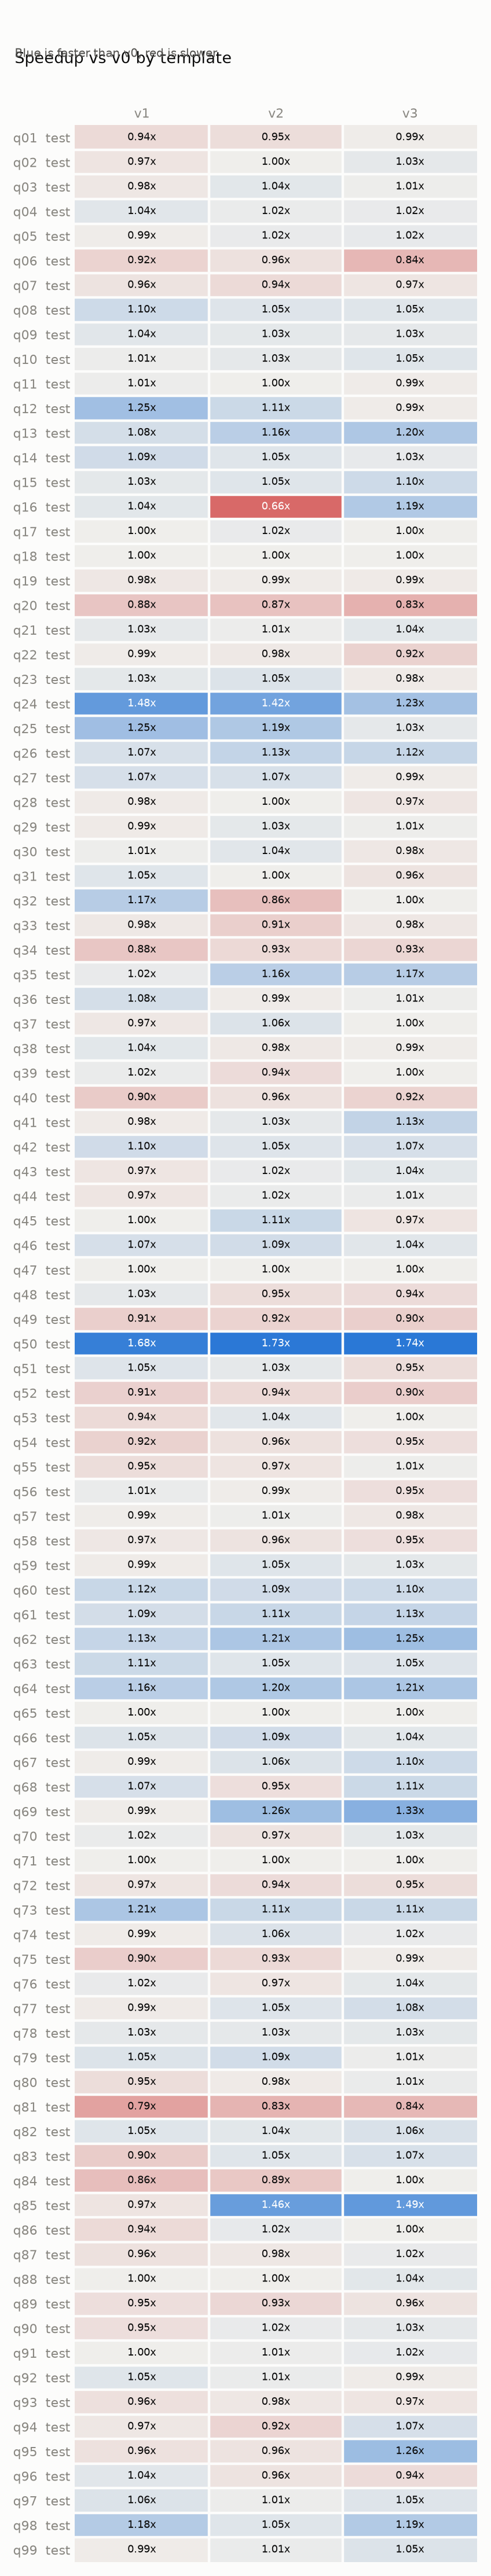 Blue is faster than v0, red is slower
Speedup vs v0 by template
v1 v2 v3
q01 test 0.94x 0.95x 0.99x
q02 test 0.97x 1.00x 1.03x
q03 test 0.98x 1.04x 1.01x
q04 test 1.04x 1.02x 1.02x
q05 test 0.99x 1.02x 1.02x
q06 test 0.92x 0.96x 0.84x
q07 test 0.96x 0.94x 0.97x
q08 test 1.10x 1.05x 1.05x
q09 test 1.04x 1.03x 1.03x
q10 test 1.01x 1.03x 1.05x
q11 test 1.01x 1.00x 0.99x
q12 test 1.25x 1.11x 0.99x
q13 test 1.08x 1.16x 1.20x
q14 test 1.09x 1.05x 1.03x
q15 test 1.03x 1.05x 1.10x
q16 test 1.04x 0.66x 1.19x
q17 test 1.00x 1.02x 1.00x
q18 test 1.00x 1.00x 1.00x
q19 test 0.98x 0.99x 0.99x
q20 test 0.88x 0.87x 0.83x
q21 test 1.03x 1.01x 1.04x
q22 test 0.99x 0.98x 0.92x
q23 test 1.03x 1.05x 0.98x
q24 test 1.48x 1.42x 1.23x
q25 test 1.25x 1.19x 1.03x
q26 test 1.07x 1.13x 1.12x
q27 test 1.07x 1.07x 0.99x
q28 test 0.98x 1.00x 0.97x
q29 test 0.99x 1.03x 1.01x
q30 test 1.01x 1.04x 0.98x
q31 test 1.05x 1.00x 0.96x
q32 test 1.17x 0.86x 1.00x
q33 test 0.98x 0.91x 0.98x
q34 test 0.88x 0.93x 0.93x
q35 test 1.02x 1.16x 1.17x
q36 test 1.08x 0.99x 1.01x
q37 test 0.97x 1.06x 1.00x
q38 test 1.04x 0.98x 0.99x
q39 test 1.02x 0.94x 1.00x
q40 test 0.90x 0.96x 0.92x
q41 test 0.98x 1.03x 1.13x
q42 test 1.10x 1.05x 1.07x
q43 test 0.97x 1.02x 1.04x
q44 test 0.97x 1.02x 1.01x
q45 test 1.00x 1.11x 0.97x
q46 test 1.07x 1.09x 1.04x
q47 test 1.00x 1.00x 1.00x
q48 test 1.03x 0.95x 0.94x
q49 test 0.91x 0.92x 0.90x
q50 test 1.68x 1.73x 1.74x
q51 test 1.05x 1.03x 0.95x
q52 test 0.91x 0.94x 0.90x
q53 test 0.94x 1.04x 1.00x
q54 test 0.92x 0.96x 0.95x
q55 test 0.95x 0.97x 1.01x
q56 test 1.01x 0.99x 0.95x
q57 test 0.99x 1.01x 0.98x
q58 test 0.97x 0.96x 0.95x
q59 test 0.99x 1.05x 1.03x
q60 test 1.12x 1.09x 1.10x
q61 test 1.09x 1.11x 1.13x
q62 test 1.13x 1.21x 1.25x
q63 test 1.11x 1.05x 1.05x
q64 test 1.16x 1.20x 1.21x
q65 test 1.00x 1.00x 1.00x
q66 test 1.05x 1.09x 1.04x
q67 test 0.99x 1.06x 1.10x
q68 test 1.07x 0.95x 1.11x
q69 test 0.99x 1.26x 1.33x
q70 test 1.02x 0.97x 1.03x
q71 test 1.00x 1.00x 1.00x
q72 test 0.97x 0.94x 0.95x
q73 test 1.21x 1.11x 1.11x
q74 test 0.99x 1.06x 1.02x
q75 test 0.90x 0.93x 0.99x
q76 test 1.02x 0.97x 1.04x
q77 test 0.99x 1.05x 1.08x
q78 test 1.03x 1.03x 1.03x
q79 test 1.05x 1.09x 1.01x
q80 test 0.95x 0.98x 1.01x
q81 test 0.79x 0.83x 0.84x
q82 test 1.05x 1.04x 1.06x
q83 test 0.90x 1.05x 1.07x
q84 test 0.86x 0.89x 1.00x
q85 test 0.97x 1.46x 1.49x
q86 test 0.94x 1.02x 1.00x
q87 test 0.96x 0.98x 1.02x
q88 test 1.00x 1.00x 1.04x
q89 test 0.95x 0.93x 0.96x
q90 test 0.95x 1.02x 1.03x
q91 test 1.00x 1.01x 1.02x
q92 test 1.05x 1.01x 0.99x
q93 test 0.96x 0.98x 0.97x
q94 test 0.97x 0.92x 1.07x
q95 test 0.96x 0.96x 1.26x
q96 test 1.04x 0.96x 0.94x
q97 test 1.06x 1.01x 1.05x
q98 test 1.18x 1.05x 1.19x
q99 test 0.99x 1.01x 1.05x